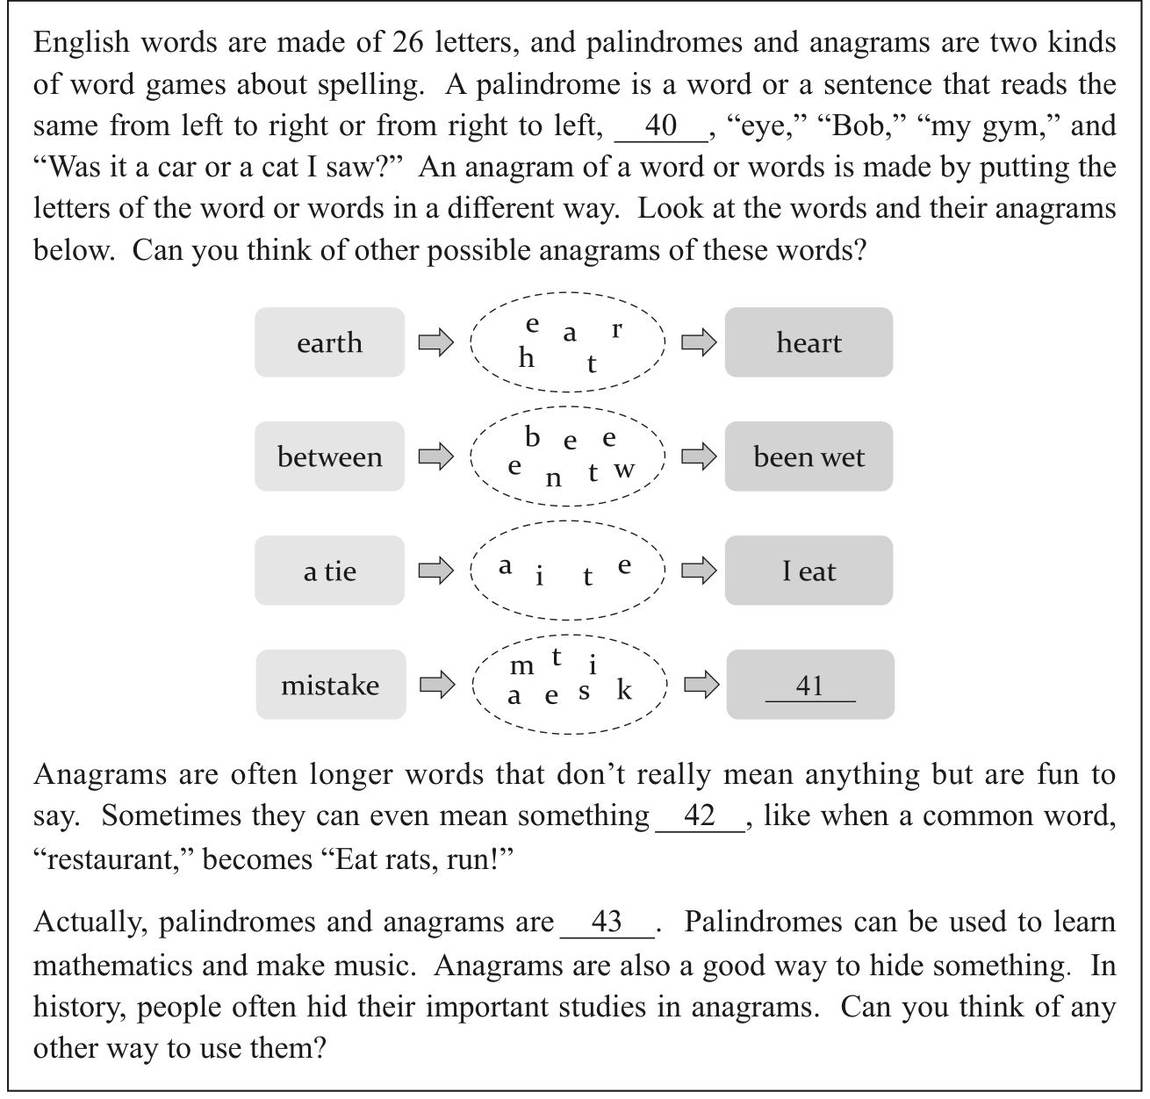 English words are made of 26 letters, and palindromes and anagrams are two kinds
of word games about spelling. A palindrome is a word or a sentence that reads the
same from left to right or from right to left, 40 , “eye,” “Bob,” “my gym,” and
“Was it a car or a cat I saw?” An anagram of a word or words is made by putting the
letters of the word or words in a different way. Look at the words and their anagrams
below. Can you think of other possible anagrams of these words?
earth
e a r
h t
heart
between
b e e
e n t w
been wet
a tie
a i t e
I eat
mistake
m t i
a e s k
41
Anagrams are often longer words that don’t really mean anything but are fun to
say. Sometimes they can even mean something 42 , like when a common word,
“restaurant,” becomes “Eat rats, run!”
Actually, palindromes and anagrams are 43 . Palindromes can be used to learn
mathematics and make music. Anagrams are also a good way to hide something. In
history, people often hid their important studies in anagrams. Can you think of any
other way to use them?